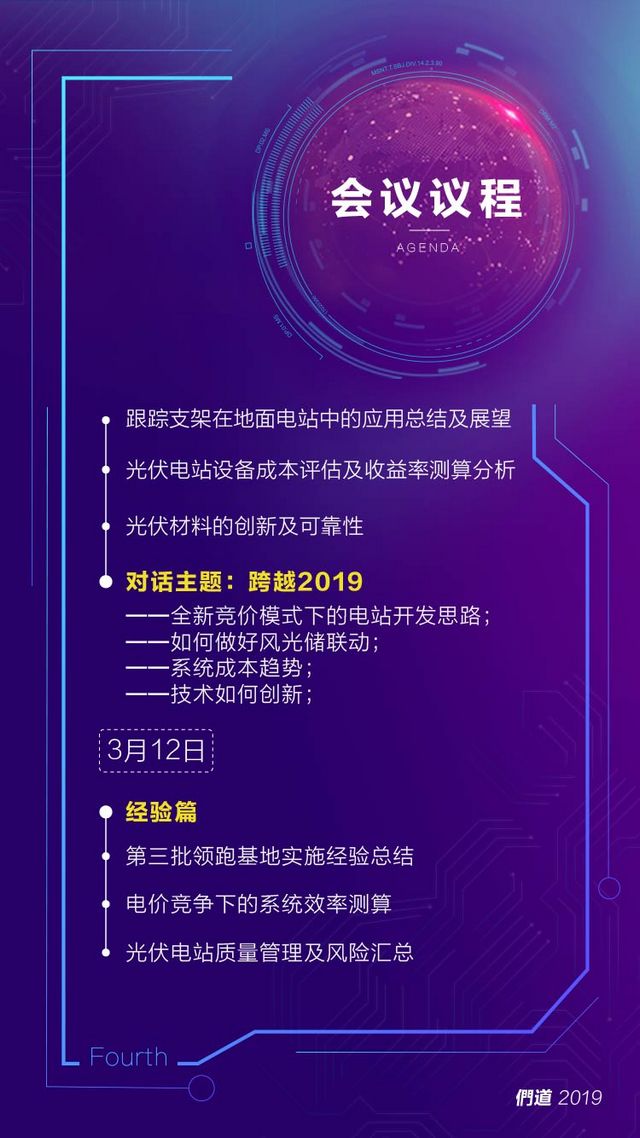 MSNT.T.SBJ.DIV.14.2.3.90
会议议程
AGENDA
跟踪支架在地面电站中的应用总结及展望
光伏电站设备成本评估及收益率测算分析
光伏材料的创新及可靠性
对话主题：跨越2019
——全新竞价模式下的电站开发思路；
——如何做好风光储联动；
——系统成本趋势；
——技术如何创新；
3月12日
经验篇
第三批领跑基地实施经验总结
电价竞争下的系统效率测算
光伏电站质量管理及风险汇总
Fourth
們道 2019